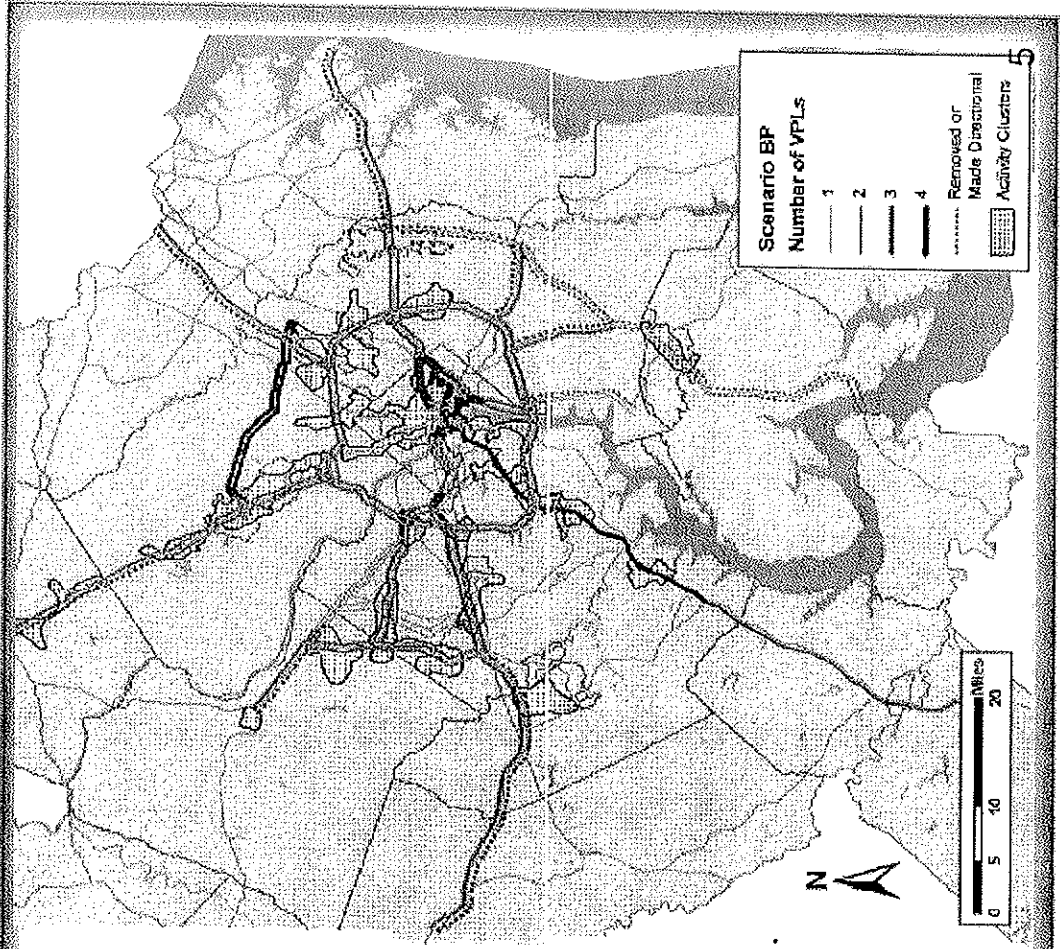 Scenario BP
Number of VPLs
1
2
3
4
Removed or
Made Directional
Activity Clusters
5
N
Miles
0 5 10 20